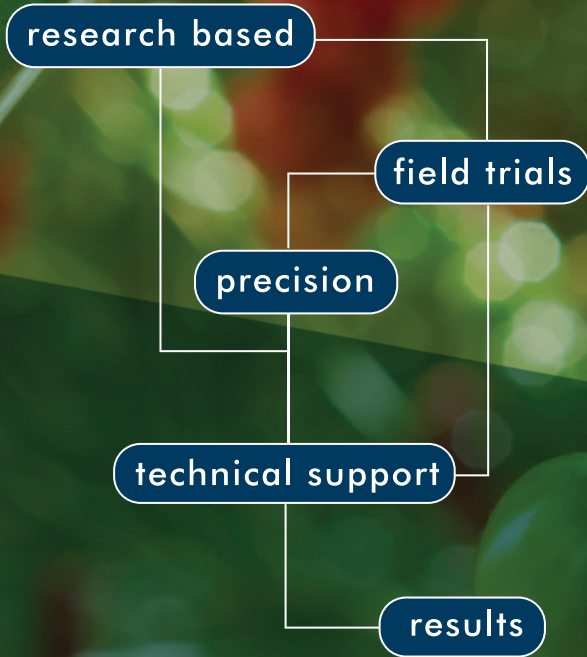 research based
field trials
precision
technical support
results